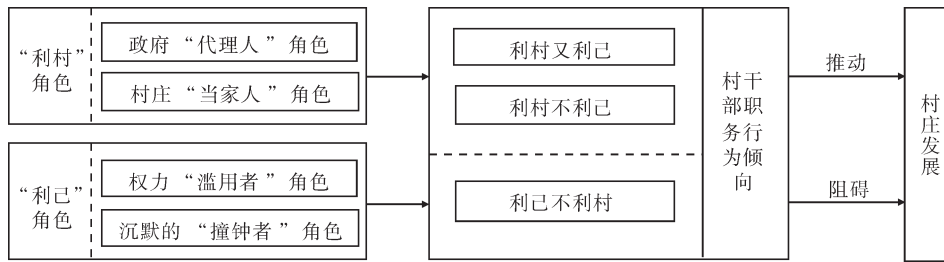 “利村”
角色
政府“代理人”角色
村庄“当家人”角色
“利己”
角色
权力“滥用者”角色
沉默的“撞钟者”角色
利村又利己
利村不利己
利己不利村
村干
部职
务行
为倾
向
推动
阻碍
村
庄
发
展